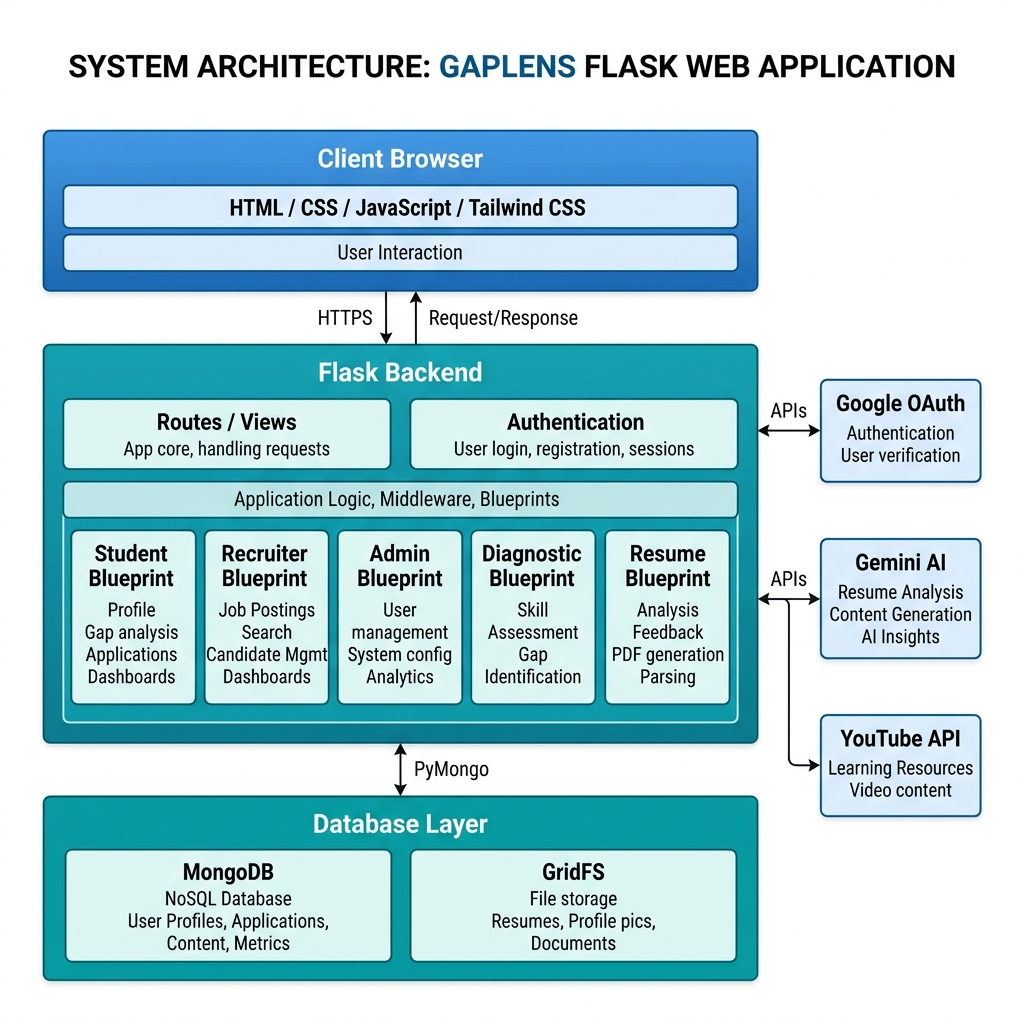 SYSTEM ARCHITECTURE: GAPLENS FLASK WEB APPLICATION
Client Browser
HTML / CSS / JavaScript / Tailwind CSS
User Interaction
HTTPS
Request/Response
Flask Backend
Routes / Views
App core, handling requests
Authentication
User login, registration, sessions
Application Logic, Middleware, Blueprints
Student
Blueprint
Profile
Gap analysis
Applications
Dashboards
Recruiter
Blueprint
Job Postings
Search
Candidate Mgmt
Dashboards
Admin
Blueprint
User
management
System config
Analytics
Diagnostic
Blueprint
Skill
Assessment
Gap
Identification
Resume
Blueprint
Analysis
Feedback
PDF generation
Parsing
APIs
Google OAuth
Authentication
User verification
APIs
Gemini AI
Resume Analysis
Content Generation
AI Insights
YouTube API
Learning Resources
Video content
PyMongo
Database Layer
MongoDB
NoSQL Database
User Profiles, Applications,
Content, Metrics
GridFS
File storage
Resumes, Profile pics,
Documents